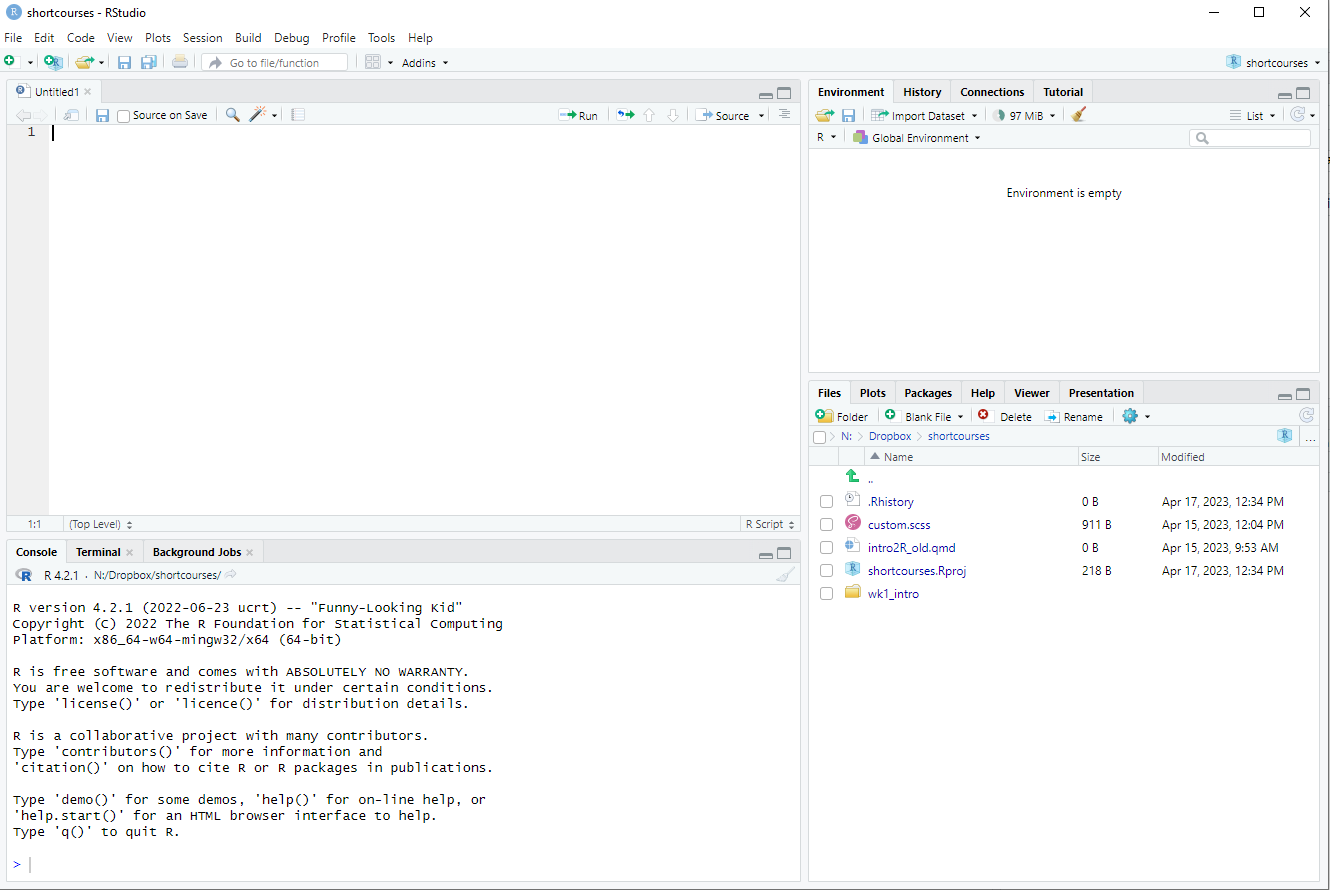 shortcourses - RStudio
File Edit Code View Plots Session Build Debug Profile Tools Help
Go to file/function Addins shortcourses
Untitled1
Source on Save Run Source
1
1:1 (Top Level) R Script
Console Terminal Background Jobs
R 4.2.1 · N:/Dropbox/shortcourses/
R version 4.2.1 (2022-06-23 ucrt) -- "Funny-Looking Kid"
Copyright (C) 2022 The R Foundation for Statistical Computing
Platform: x86_64-w64-mingw32/x64 (64-bit)
R is free software and comes with ABSOLUTELY NO WARRANTY.
You are welcome to redistribute it under certain conditions.
Type 'license()' or 'licence()' for distribution details.
R is a collaborative project with many contributors.
Type 'contributors()' for more information and
'citation()' on how to cite R or R packages in publications.
Type 'demo()' for some demos, 'help()' for on-line help, or
'help.start()' for an HTML browser interface to help.
Type 'q()' to quit R.
>
Environment History Connections Tutorial
Import Dataset 97 MiB List
R Global Environment
Environment is empty
Files Plots Packages Help Viewer Presentation
Folder Blank File Delete Rename
N: Dropbox shortcourses ...
Name Size Modified
..
.Rhistory 0 B Apr 17, 2023, 12:34 PM
custom.scss 911 B Apr 15, 2023, 12:04 PM
intro2R_old.qmd 0 B Apr 15, 2023, 9:53 AM
shortcourses.Rproj 218 B Apr 17, 2023, 12:34 PM
wk1_intro